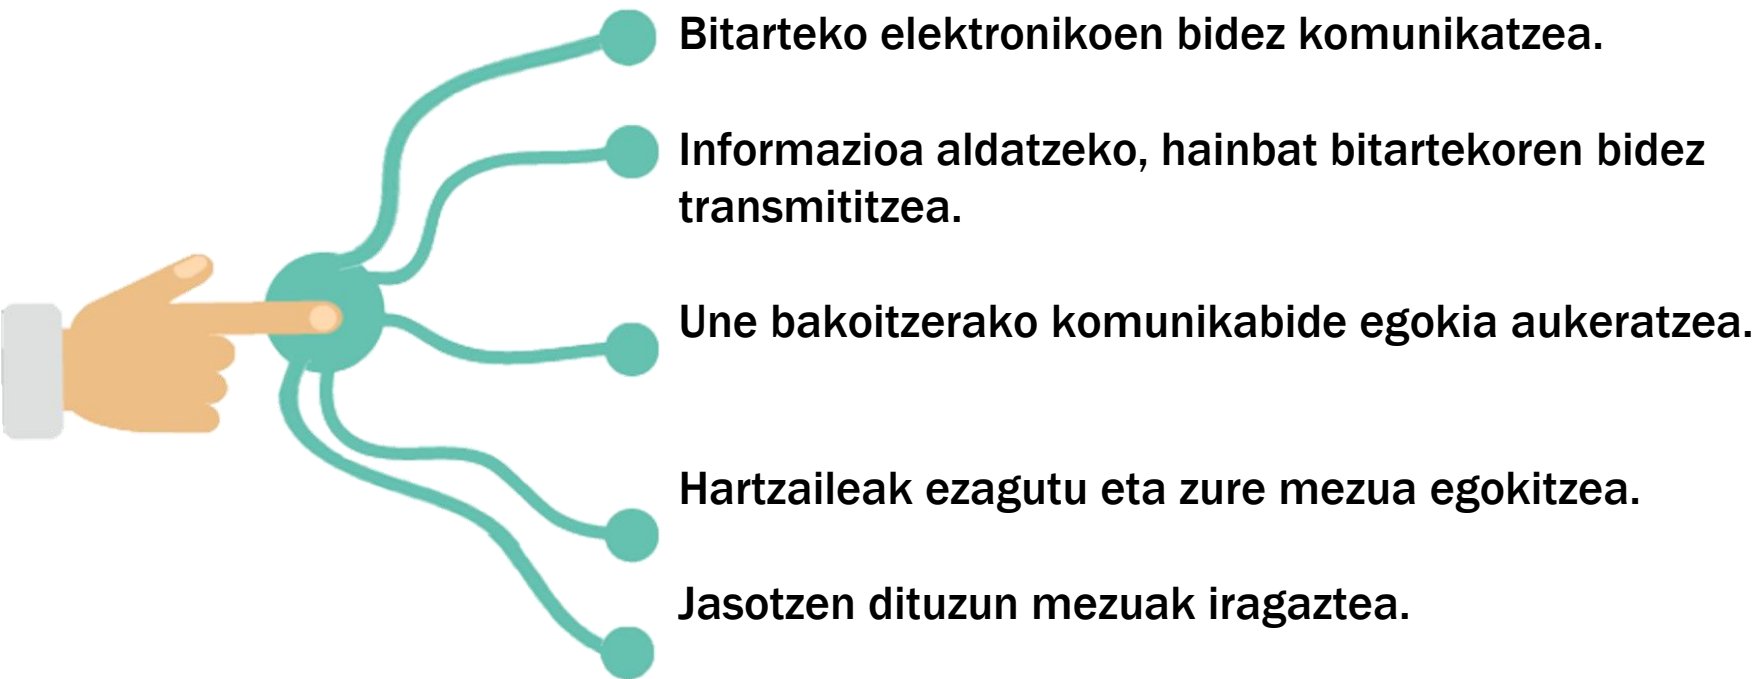 Bitarteko elektronikoen bidez komunikatzea.
Informazioa aldatzeko, hainbat bitartekoren bidez
transmititzea.
Une bakoitzerako komunikabide egokia aukeratzea.
Hartzaileak ezagutu eta zure mezua egokitzea.
Jasotzen dituzun mezuak iragaztea.